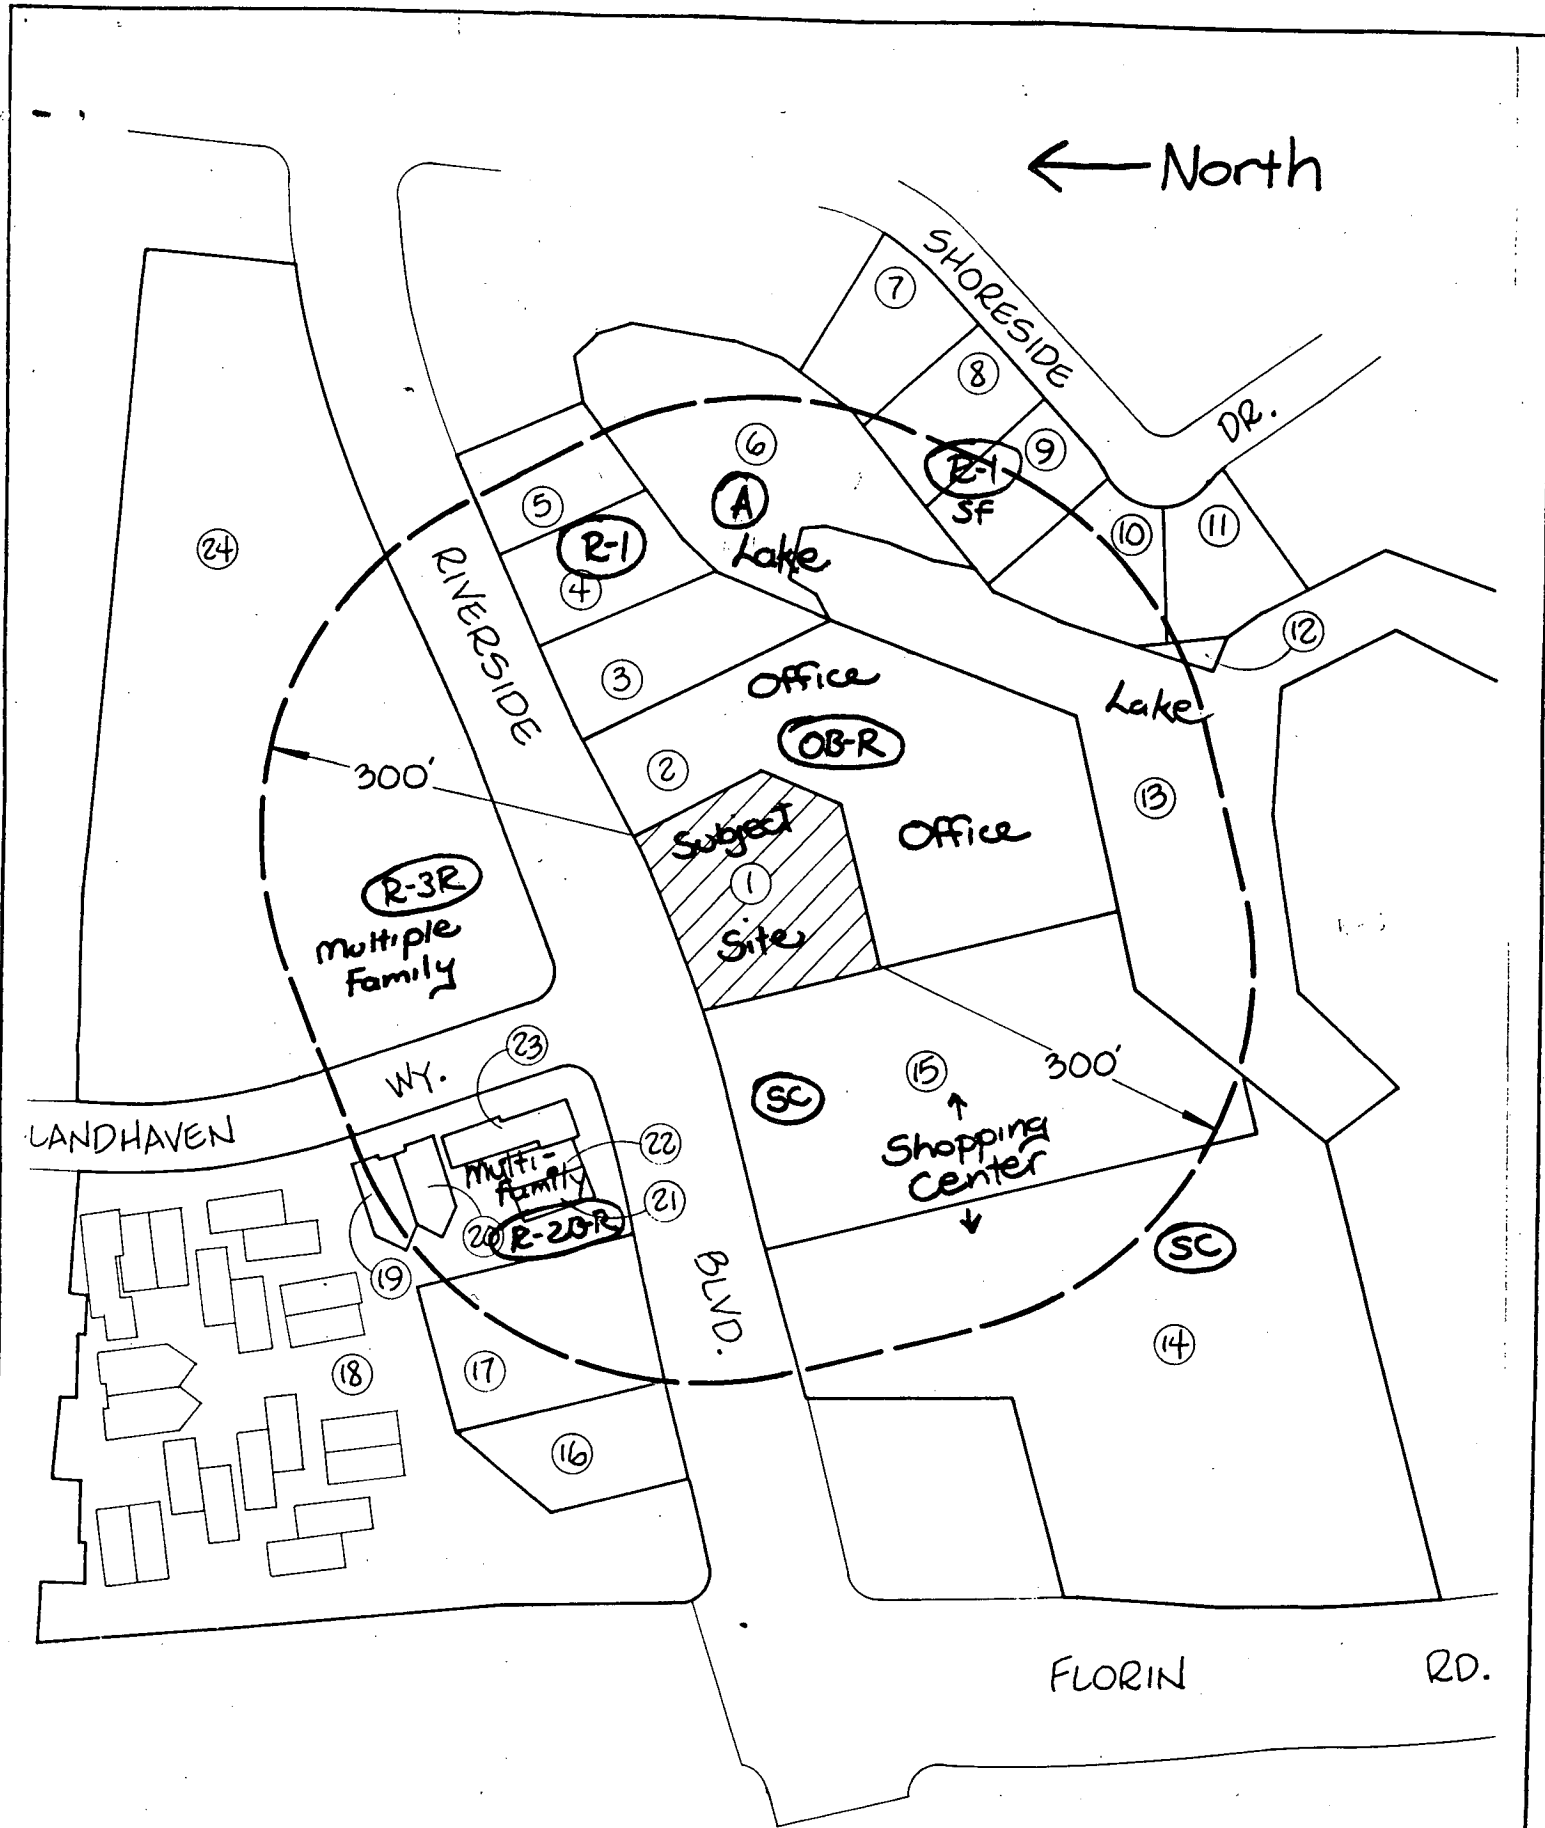 ← North
SHORESIDE
DR.
7
8
9
R-1
SF
10
11
12
6
A
Lake
5
R-1
4
3
24
RIVERSIDE
BLVD.
Office
OB-R
Office
2
Lake
13
300'
Subject
1
Site
R-3R
Multiple
Family
23
WY.
LANDHAVEN
SC
15
300'
↑
Shopping
Center
↓
22
Multi-
family
21
20
R-2B-R
19
SC
18
17
14
16
FLORIN RD.